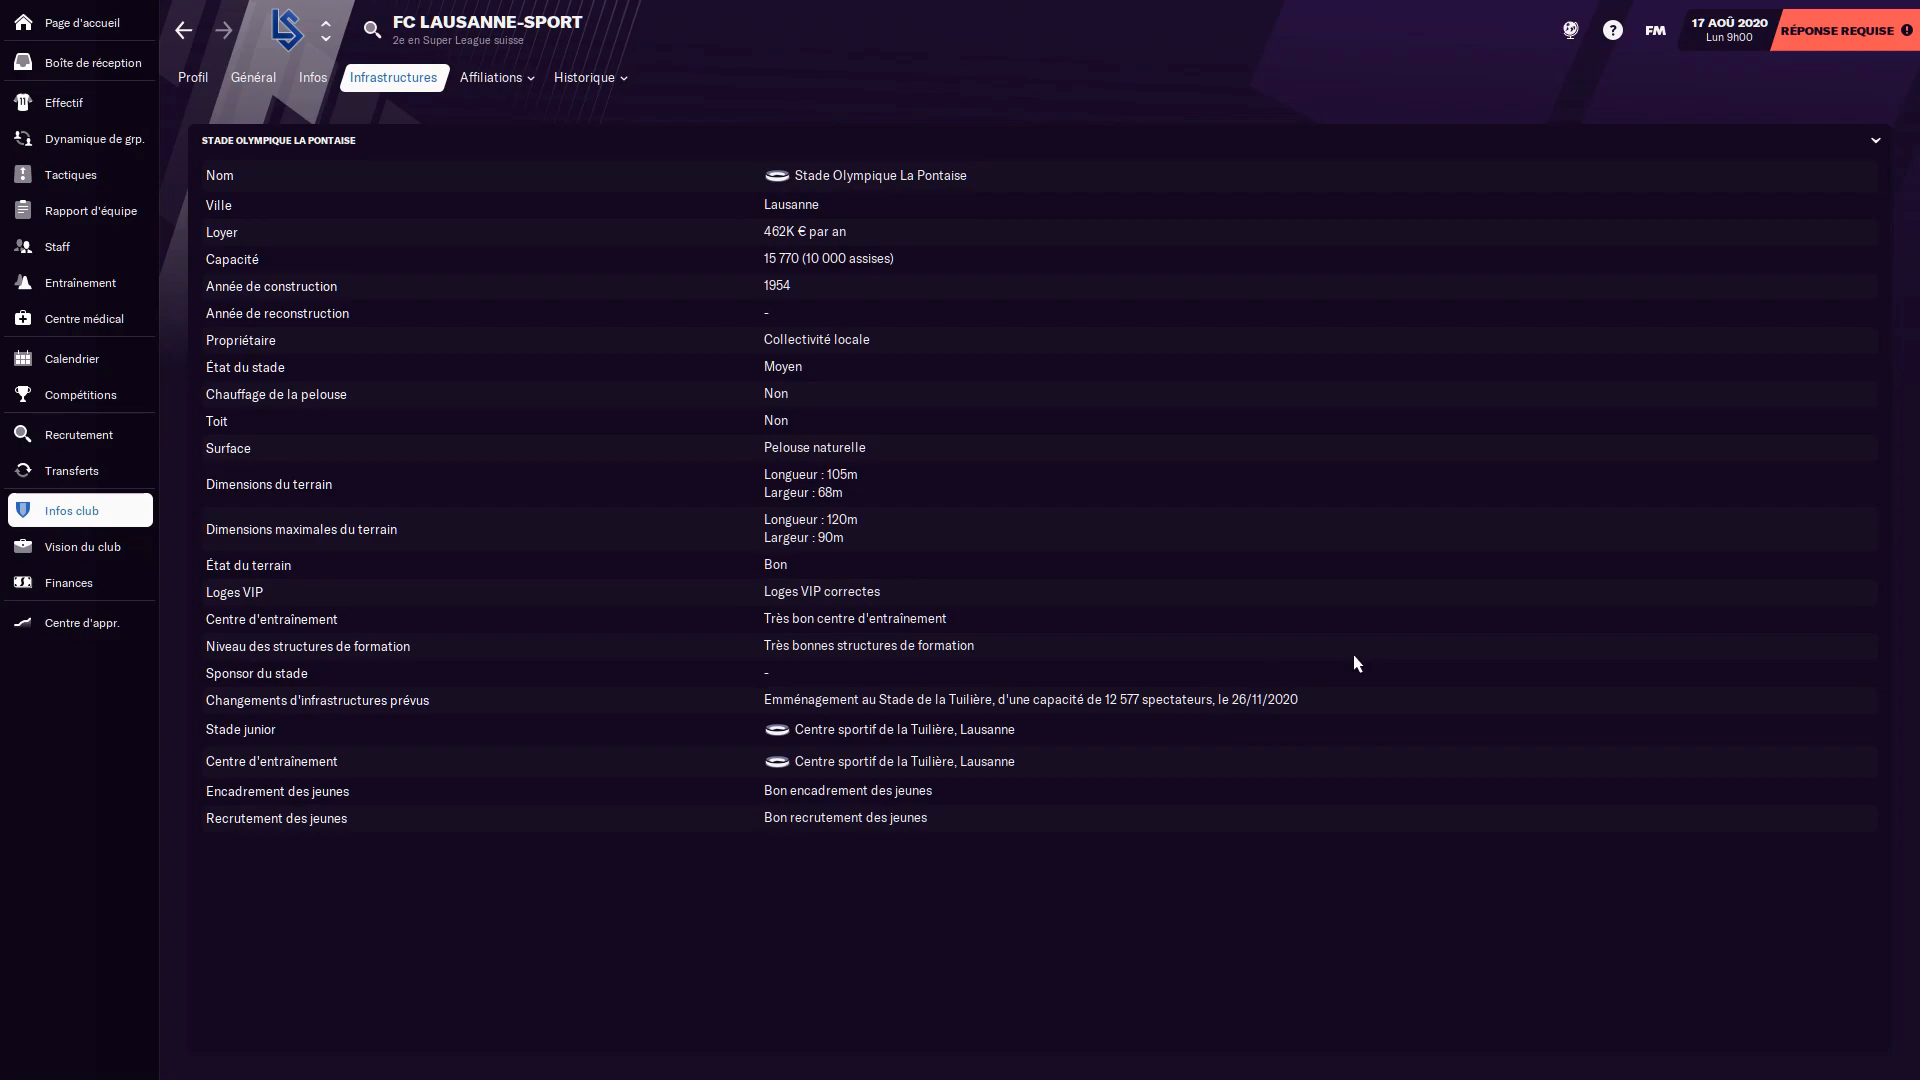 Page d'accueil
Boîte de réception
Effectif
Dynamique de grp.
Tactiques
Rapport d'équipe
Staff
Entraînement
Centre médical
Calendrier
Compétitions
Recrutement
Transferts
Infos club
Vision du club
Finances
Centre d'appr.
FC LAUSANNE-SPORT
2e en Super League suisse
FM
17 AOÛ 2020
Lun 9h00
RÉPONSE REQUISE
Profil Général Infos Infrastructures Affiliations Historique
STADE OLYMPIQUE LA PONTAISE
Nom Stade Olympique La Pontaise
Ville Lausanne
Loyer 462K € par an
Capacité 15 770 (10 000 assises)
Année de construction 1954
Année de reconstruction -
Propriétaire Collectivité locale
État du stade Moyen
Chauffage de la pelouse Non
Toit Non
Surface Pelouse naturelle
Dimensions du terrain Longueur : 105m
Largeur : 68m
Dimensions maximales du terrain Longueur : 120m
Largeur : 90m
État du terrain Bon
Loges VIP Loges VIP correctes
Centre d'entraînement Très bon centre d'entraînement
Niveau des structures de formation Très bonnes structures de formation
Sponsor du stade -
Changements d'infrastructures prévus Emménagement au Stade de la Tuilière, d'une capacité de 12 577 spectateurs, le 26/11/2020
Stade junior Centre sportif de la Tuilière, Lausanne
Centre d'entraînement Centre sportif de la Tuilière, Lausanne
Encadrement des jeunes Bon encadrement des jeunes
Recrutement des jeunes Bon recrutement des jeunes